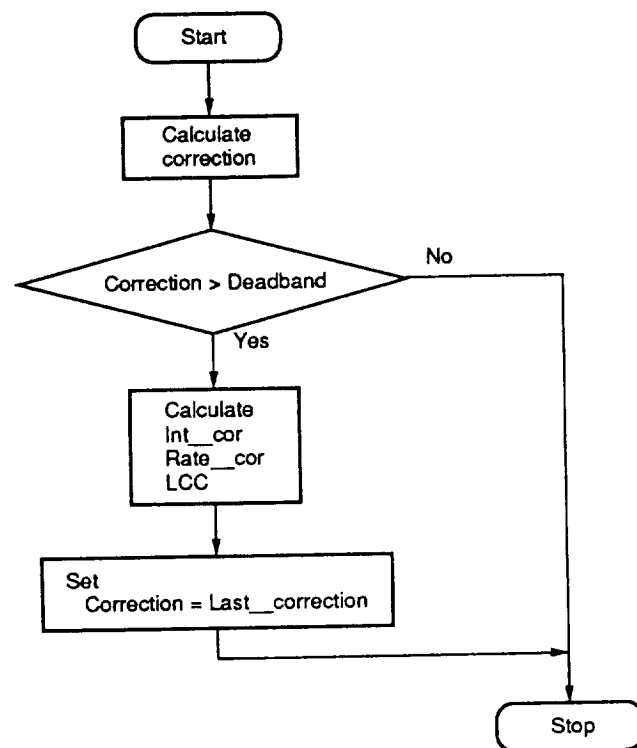 Start
Calculate
correction
Correction > Deadband
No
Yes
Calculate
Int__cor
Rate__cor
LCC
Set
Correction = Last__correction
Stop